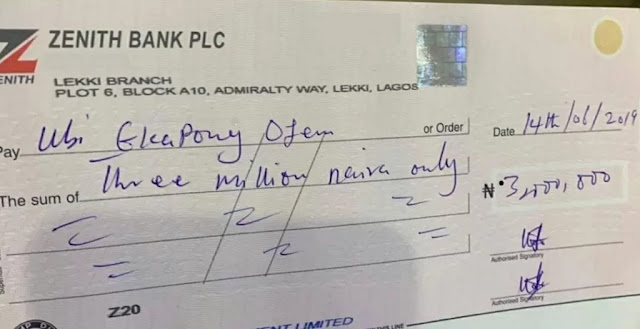 ZENITH BANK PLC
ZENITH
LEKKI BRANCH
PLOT 6, BLOCK A10, ADMIRALTY WAY, LEKKI, LAGOS
Pay Ubi Ekapong Ofem or Order Date 14th/06/2019
The sum of three million naira only ₦ 3,000,000
Authorised Signatory
Authorised Signatory
Z20
LIMITED
THIS LINE